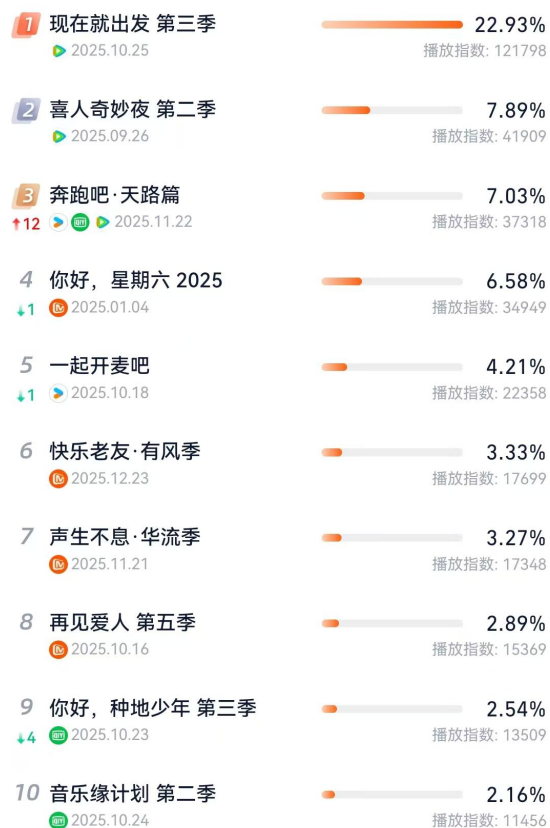 1 现在就出发 第三季 22.93%
2025.10.25 播放指数: 121798
2 喜人奇妙夜 第二季 7.89%
2025.09.26 播放指数: 41909
3 奔跑吧·天路篇 7.03%
↑12 QIY 2025.11.22 播放指数: 37318
4 你好，星期六 2025 6.58%
↓1 2025.01.04 播放指数: 34949
5 一起开麦吧 4.21%
↓1 2025.10.18 播放指数: 22358
6 快乐老友·有风季 3.33%
2025.12.23 播放指数: 17699
7 声生不息·华流季 3.27%
2025.11.21 播放指数: 17348
8 再见爱人 第五季 2.89%
2025.10.16 播放指数: 15369
9 你好，种地少年 第三季 2.54%
↓4 QIY 2025.10.23 播放指数: 13509
10 音乐缘计划 第二季 2.16%
QIY 2025.10.24 播放指数: 11456